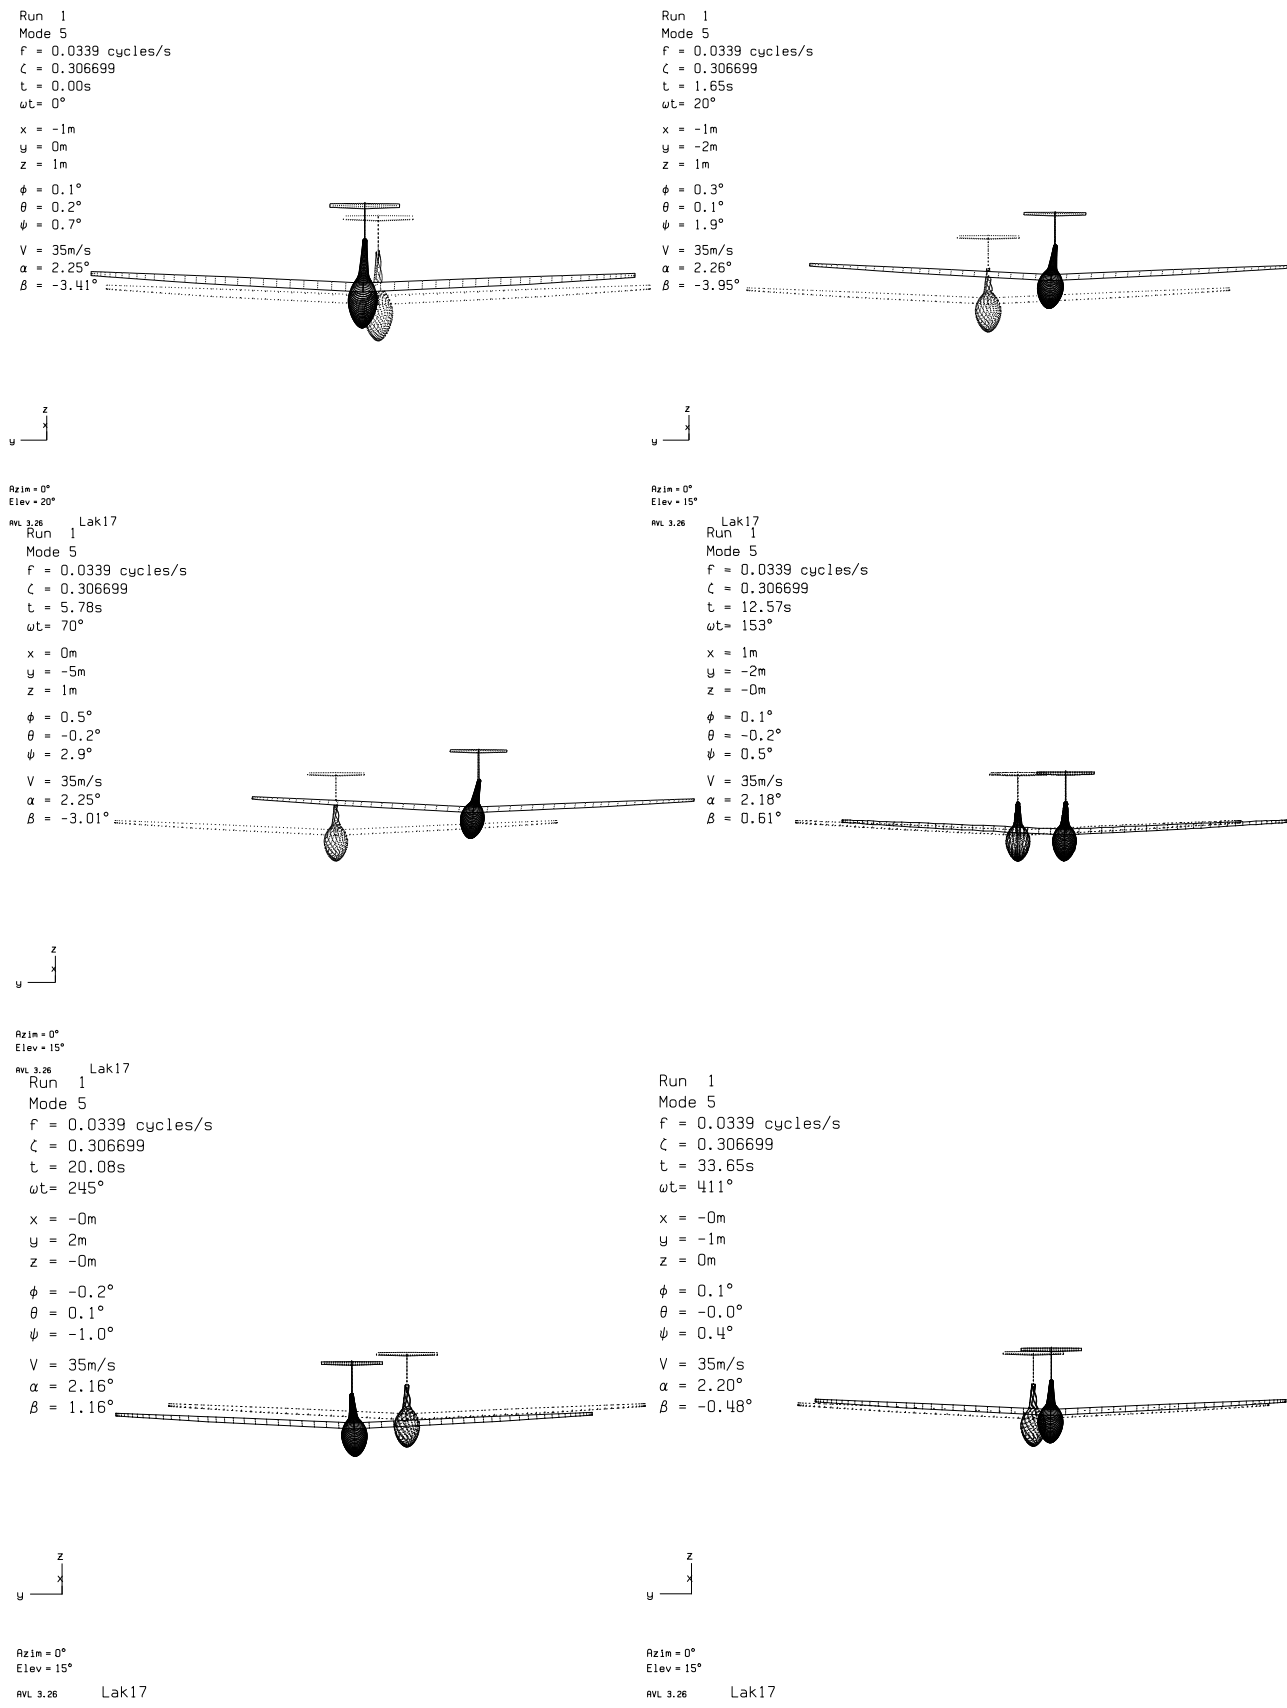 Run 1
Mode 5
f = 0.0339 cycles/s
ζ = 0.306699
t = 0.00s
ωt= 0°
x = -1m
y = 0m
z = 1m
ϕ = 0.1°
θ = 0.2°
ψ = 0.7°
V = 35m/s
α = 2.25°
β = -3.41°
z
x
y
Azim = 0°
Elev = 20°
AVL 3.26 Lak17
Run 1
Mode 5
f = 0.0339 cycles/s
ζ = 0.306699
t = 1.65s
ωt= 20°
x = -1m
y = -2m
z = 1m
ϕ = 0.3°
θ = 0.1°
ψ = 1.9°
V = 35m/s
α = 2.26°
β = -3.95°
z
x
y
Azim = 0°
Elev = 15°
AVL 3.26 Lak17
Run 1
Mode 5
f = 0.0339 cycles/s
ζ = 0.306699
t = 5.78s
ωt= 70°
x = 0m
y = -5m
z = 1m
ϕ = 0.5°
θ = -0.2°
ψ = 2.9°
V = 35m/s
α = 2.25°
β = -3.01°
z
x
y
Azim = 0°
Elev = 15°
AVL 3.26 Lak17
Run 1
Mode 5
f = 0.0339 cycles/s
ζ = 0.306699
t = 12.57s
ωt= 153°
x = 1m
y = -2m
z = -0m
ϕ = 0.1°
θ = -0.2°
ψ = 0.5°
V = 35m/s
α = 2.18°
β = 0.61°
Run 1
Mode 5
f = 0.0339 cycles/s
ζ = 0.306699
t = 20.08s
ωt= 245°
x = -0m
y = 2m
z = -0m
ϕ = -0.2°
θ = 0.1°
ψ = -1.0°
V = 35m/s
α = 2.16°
β = 1.16°
z
x
y
Azim = 0°
Elev = 15°
AVL 3.26 Lak17
Run 1
Mode 5
f = 0.0339 cycles/s
ζ = 0.306699
t = 33.65s
ωt= 411°
x = -0m
y = -1m
z = 0m
ϕ = 0.1°
θ = -0.0°
ψ = 0.4°
V = 35m/s
α = 2.20°
β = -0.48°
z
x
y
Azim = 0°
Elev = 15°
AVL 3.26 Lak17